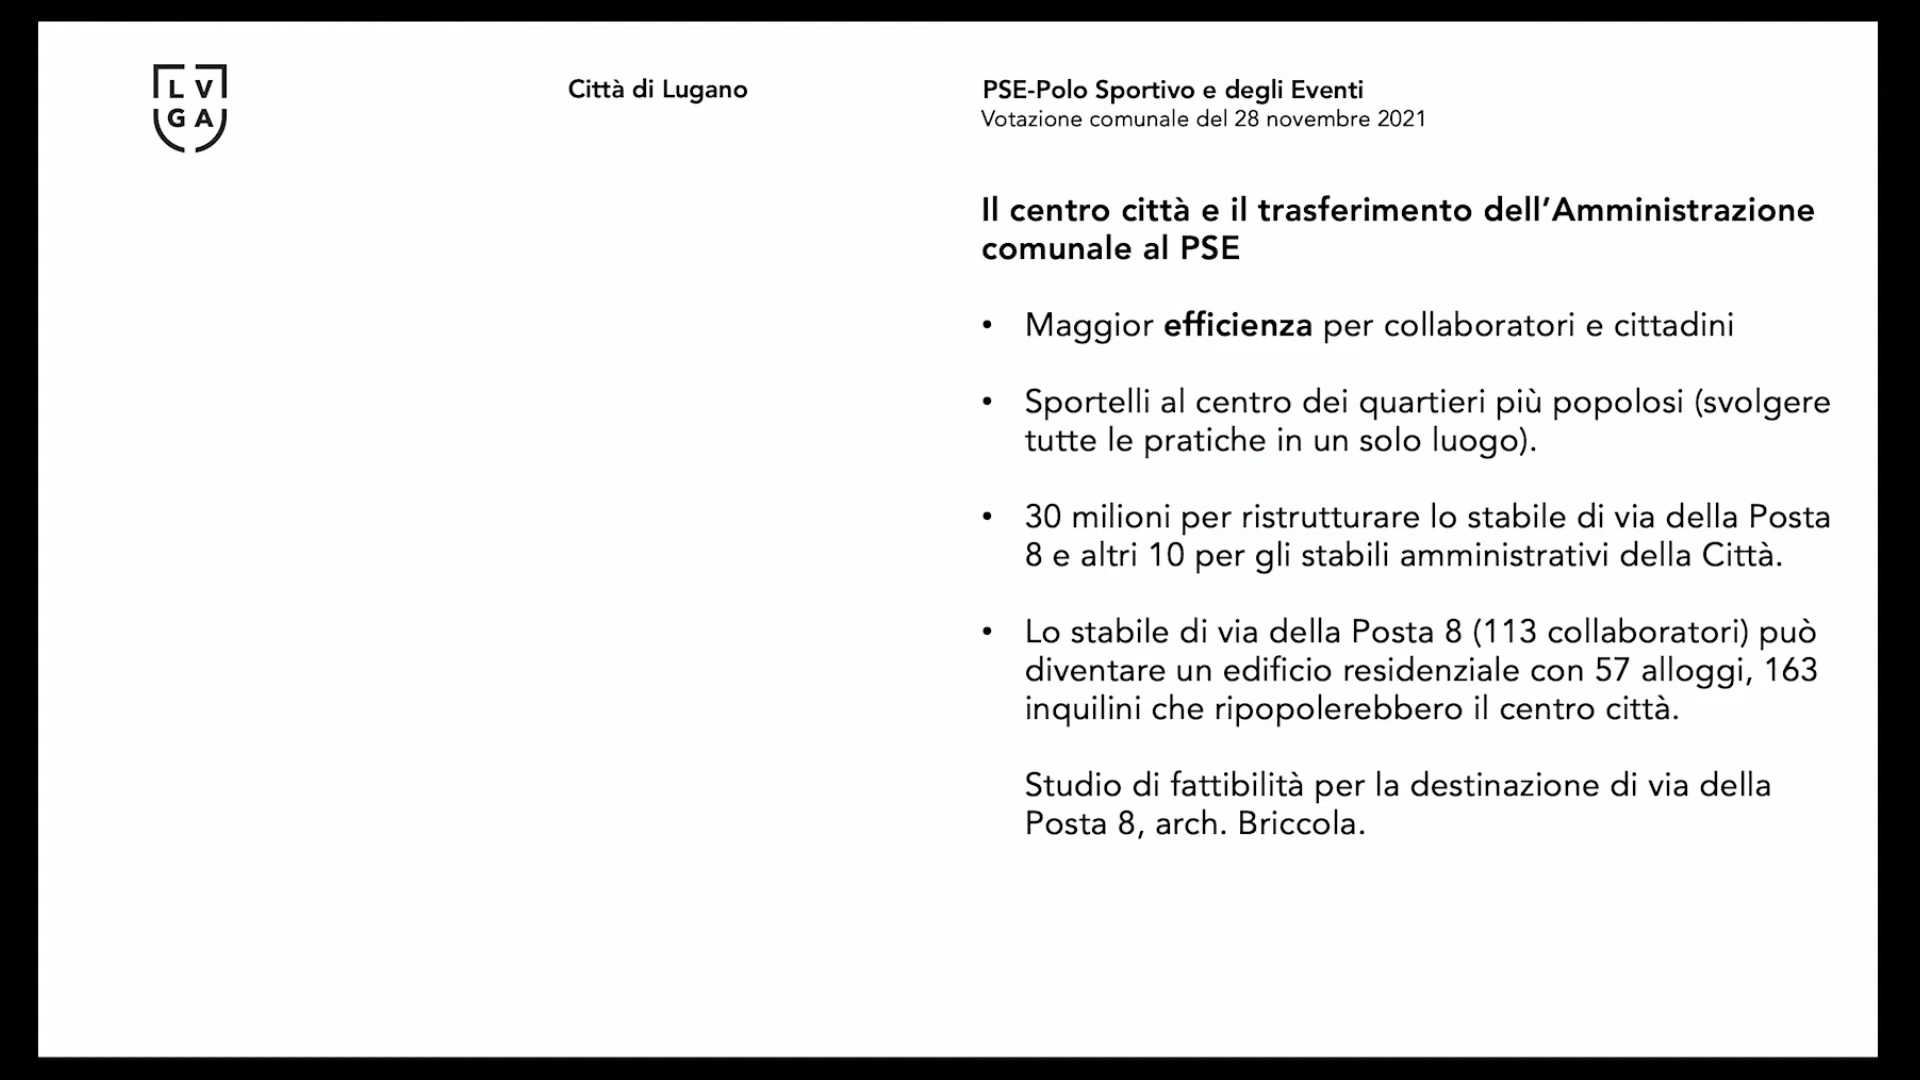 L V
G A
Città di Lugano
PSE-Polo Sportivo e degli Eventi
Votazione comunale del 28 novembre 2021
Il centro città e il trasferimento dell’Amministrazione
comunale al PSE
• Maggior efficienza per collaboratori e cittadini
• Sportelli al centro dei quartieri più popolosi (svolgere
tutte le pratiche in un solo luogo).
• 30 milioni per ristrutturare lo stabile di via della Posta
8 e altri 10 per gli stabili amministrativi della Città.
• Lo stabile di via della Posta 8 (113 collaboratori) può
diventare un edificio residenziale con 57 alloggi, 163
inquilini che ripopolerebbero il centro città.
Studio di fattibilità per la destinazione di via della
Posta 8, arch. Briccola.